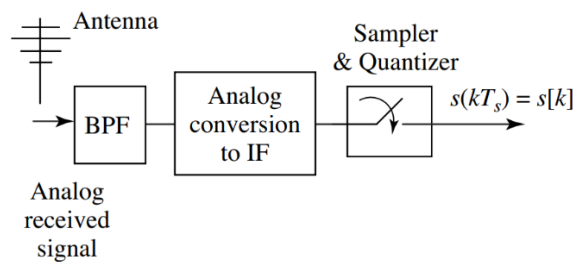 Antenna
Sampler
& Quantizer
BPF
Analog
conversion
to IF
s(kTₛ) = s[k]
Analog
received
signal